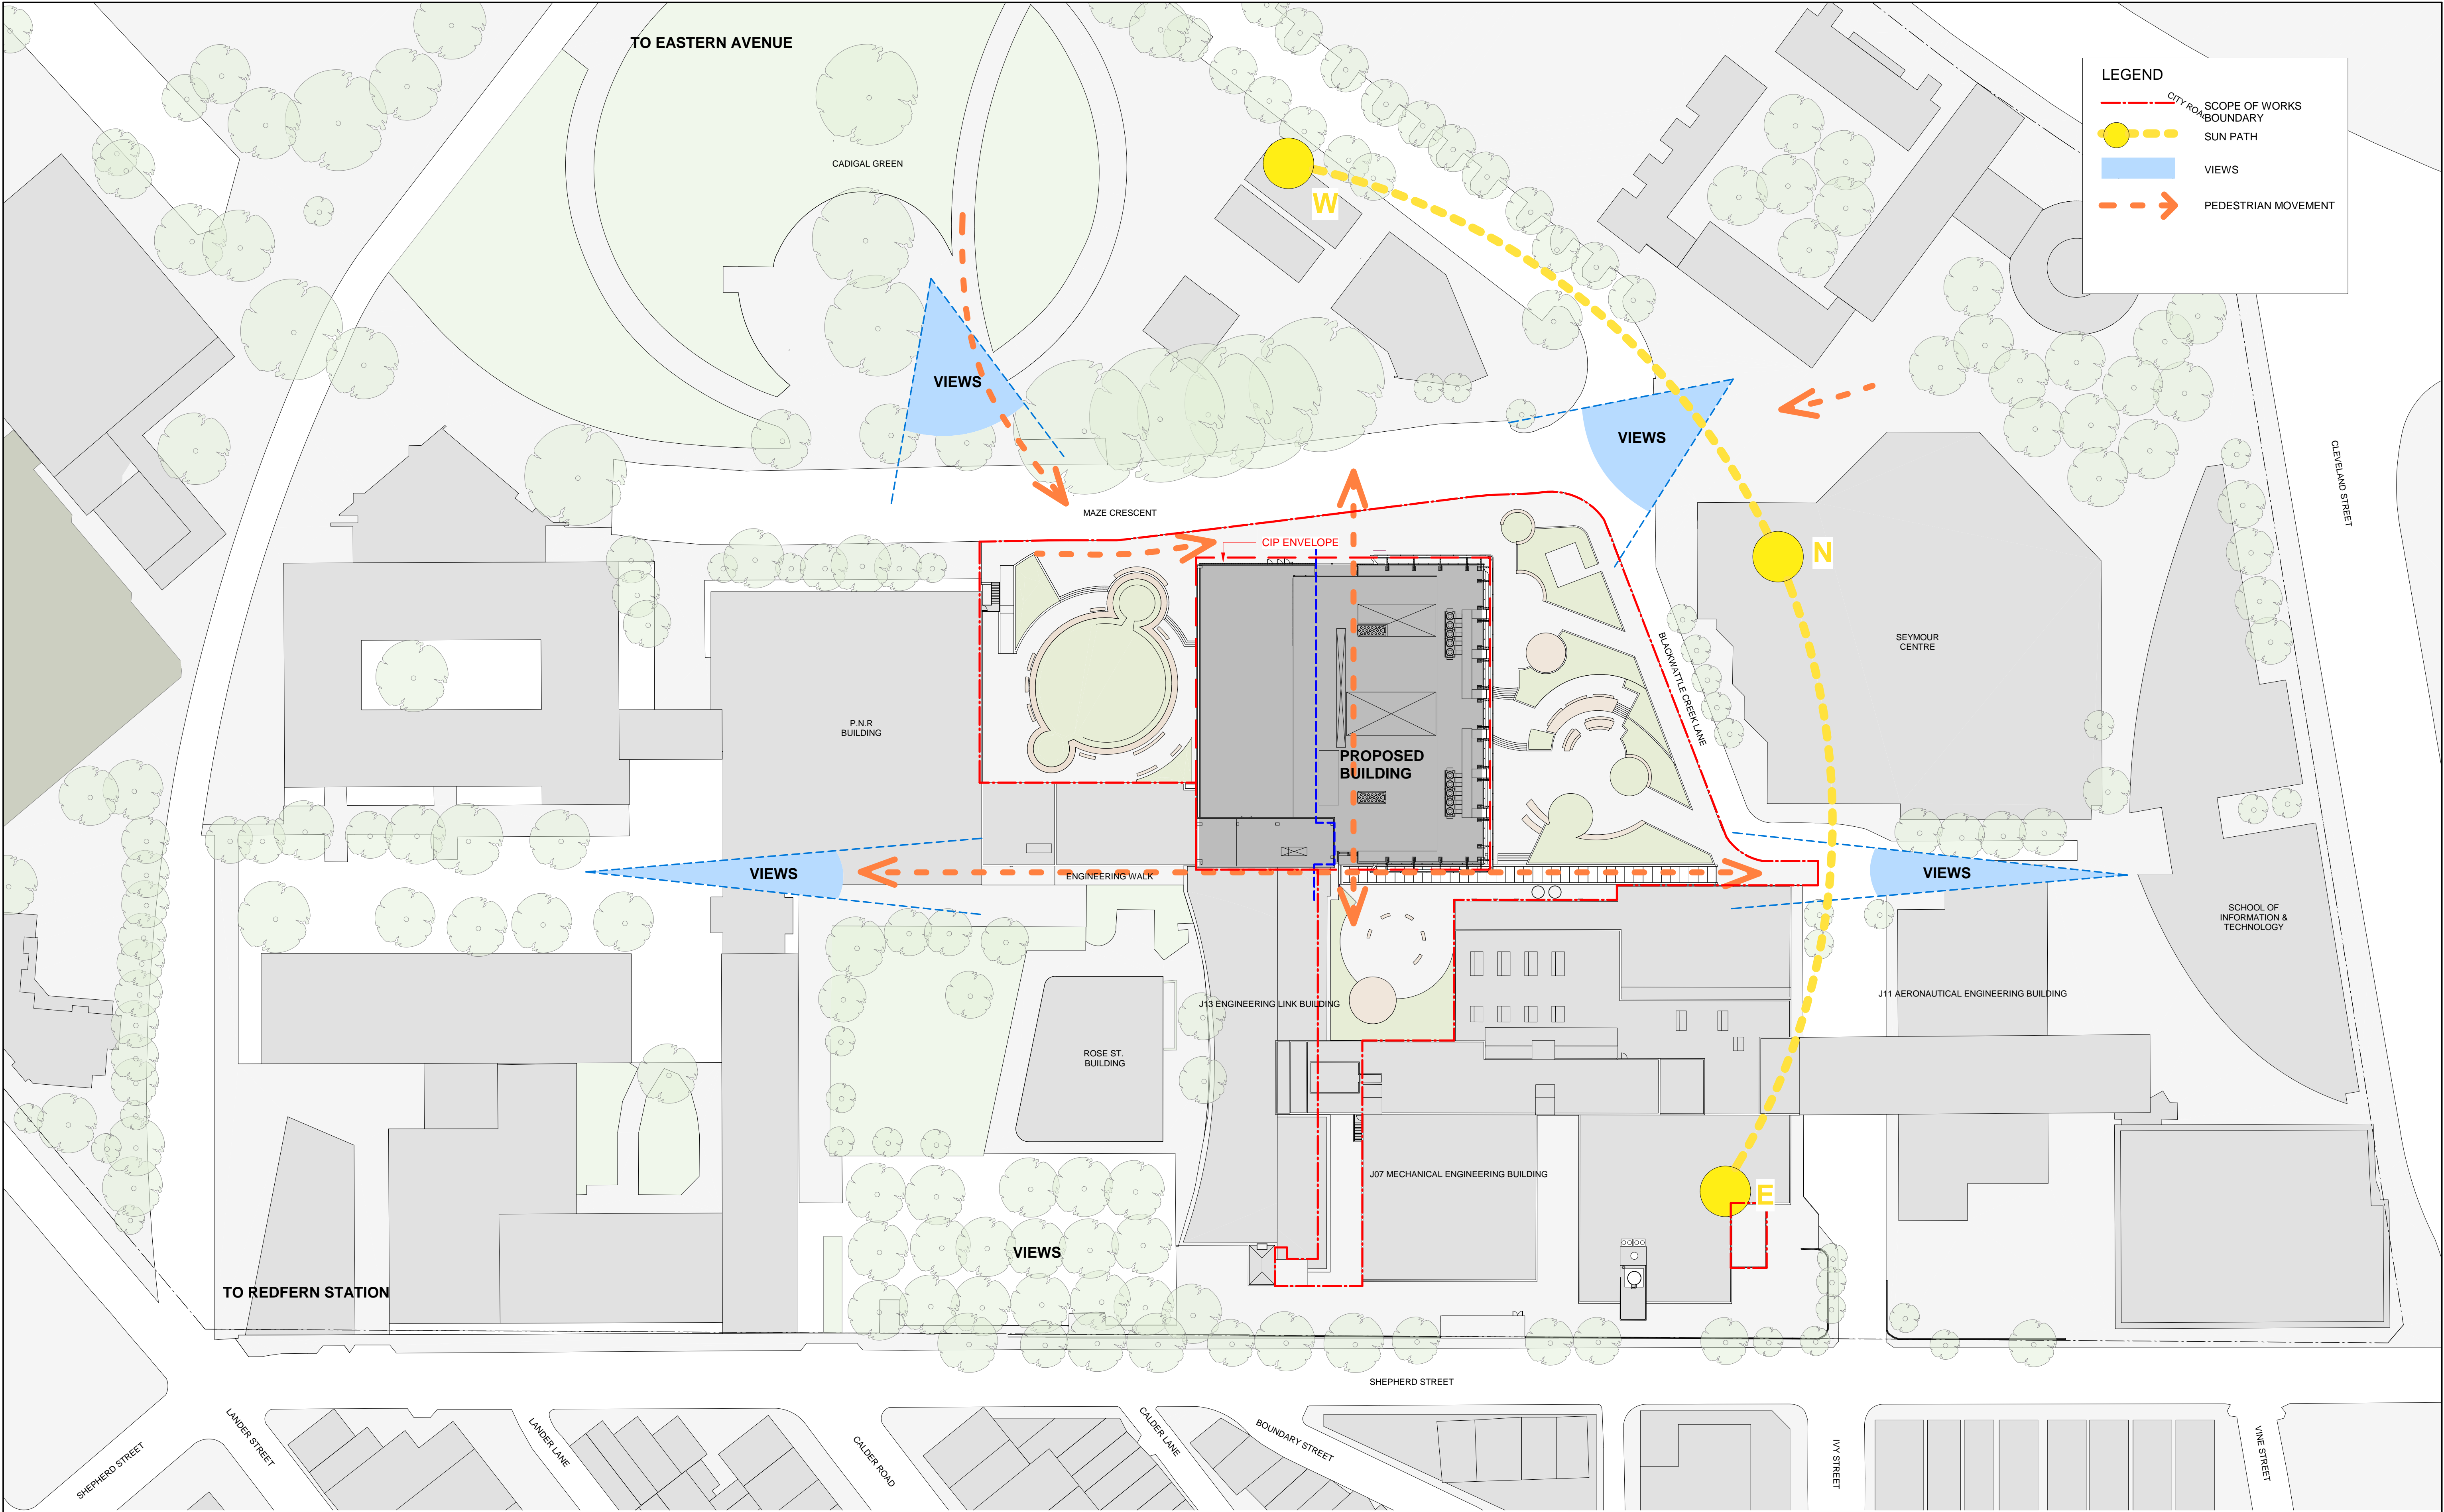 TO EASTERN AVENUE
LEGEND
CITY ROAD
SCOPE OF WORKS
BOUNDARY
SUN PATH
VIEWS
PEDESTRIAN MOVEMENT
CADIGAL GREEN
W
VIEWS
VIEWS
CLEVELAND STREET
MAZE CRESCENT
CIP ENVELOPE
N
SEYMOUR
CENTRE
BLACKWATTLE CREEK LANE
P.N.R
BUILDING
PROPOSED
BUILDING
VIEWS
ENGINEERING WALK
VIEWS
SCHOOL OF
INFORMATION &
TECHNOLOGY
J13 ENGINEERING LINK BUILDING
J11 AERONAUTICAL ENGINEERING BUILDING
ROSE ST.
BUILDING
J07 MECHANICAL ENGINEERING BUILDING
E
VIEWS
TO REDFERN STATION
SHEPHERD STREET
SHEPHERD STREET
LANDER STREET
LANDER LANE
CALDER ROAD
CALDER LANE
BOUNDARY STREET
IVY STREET
VINE STREET